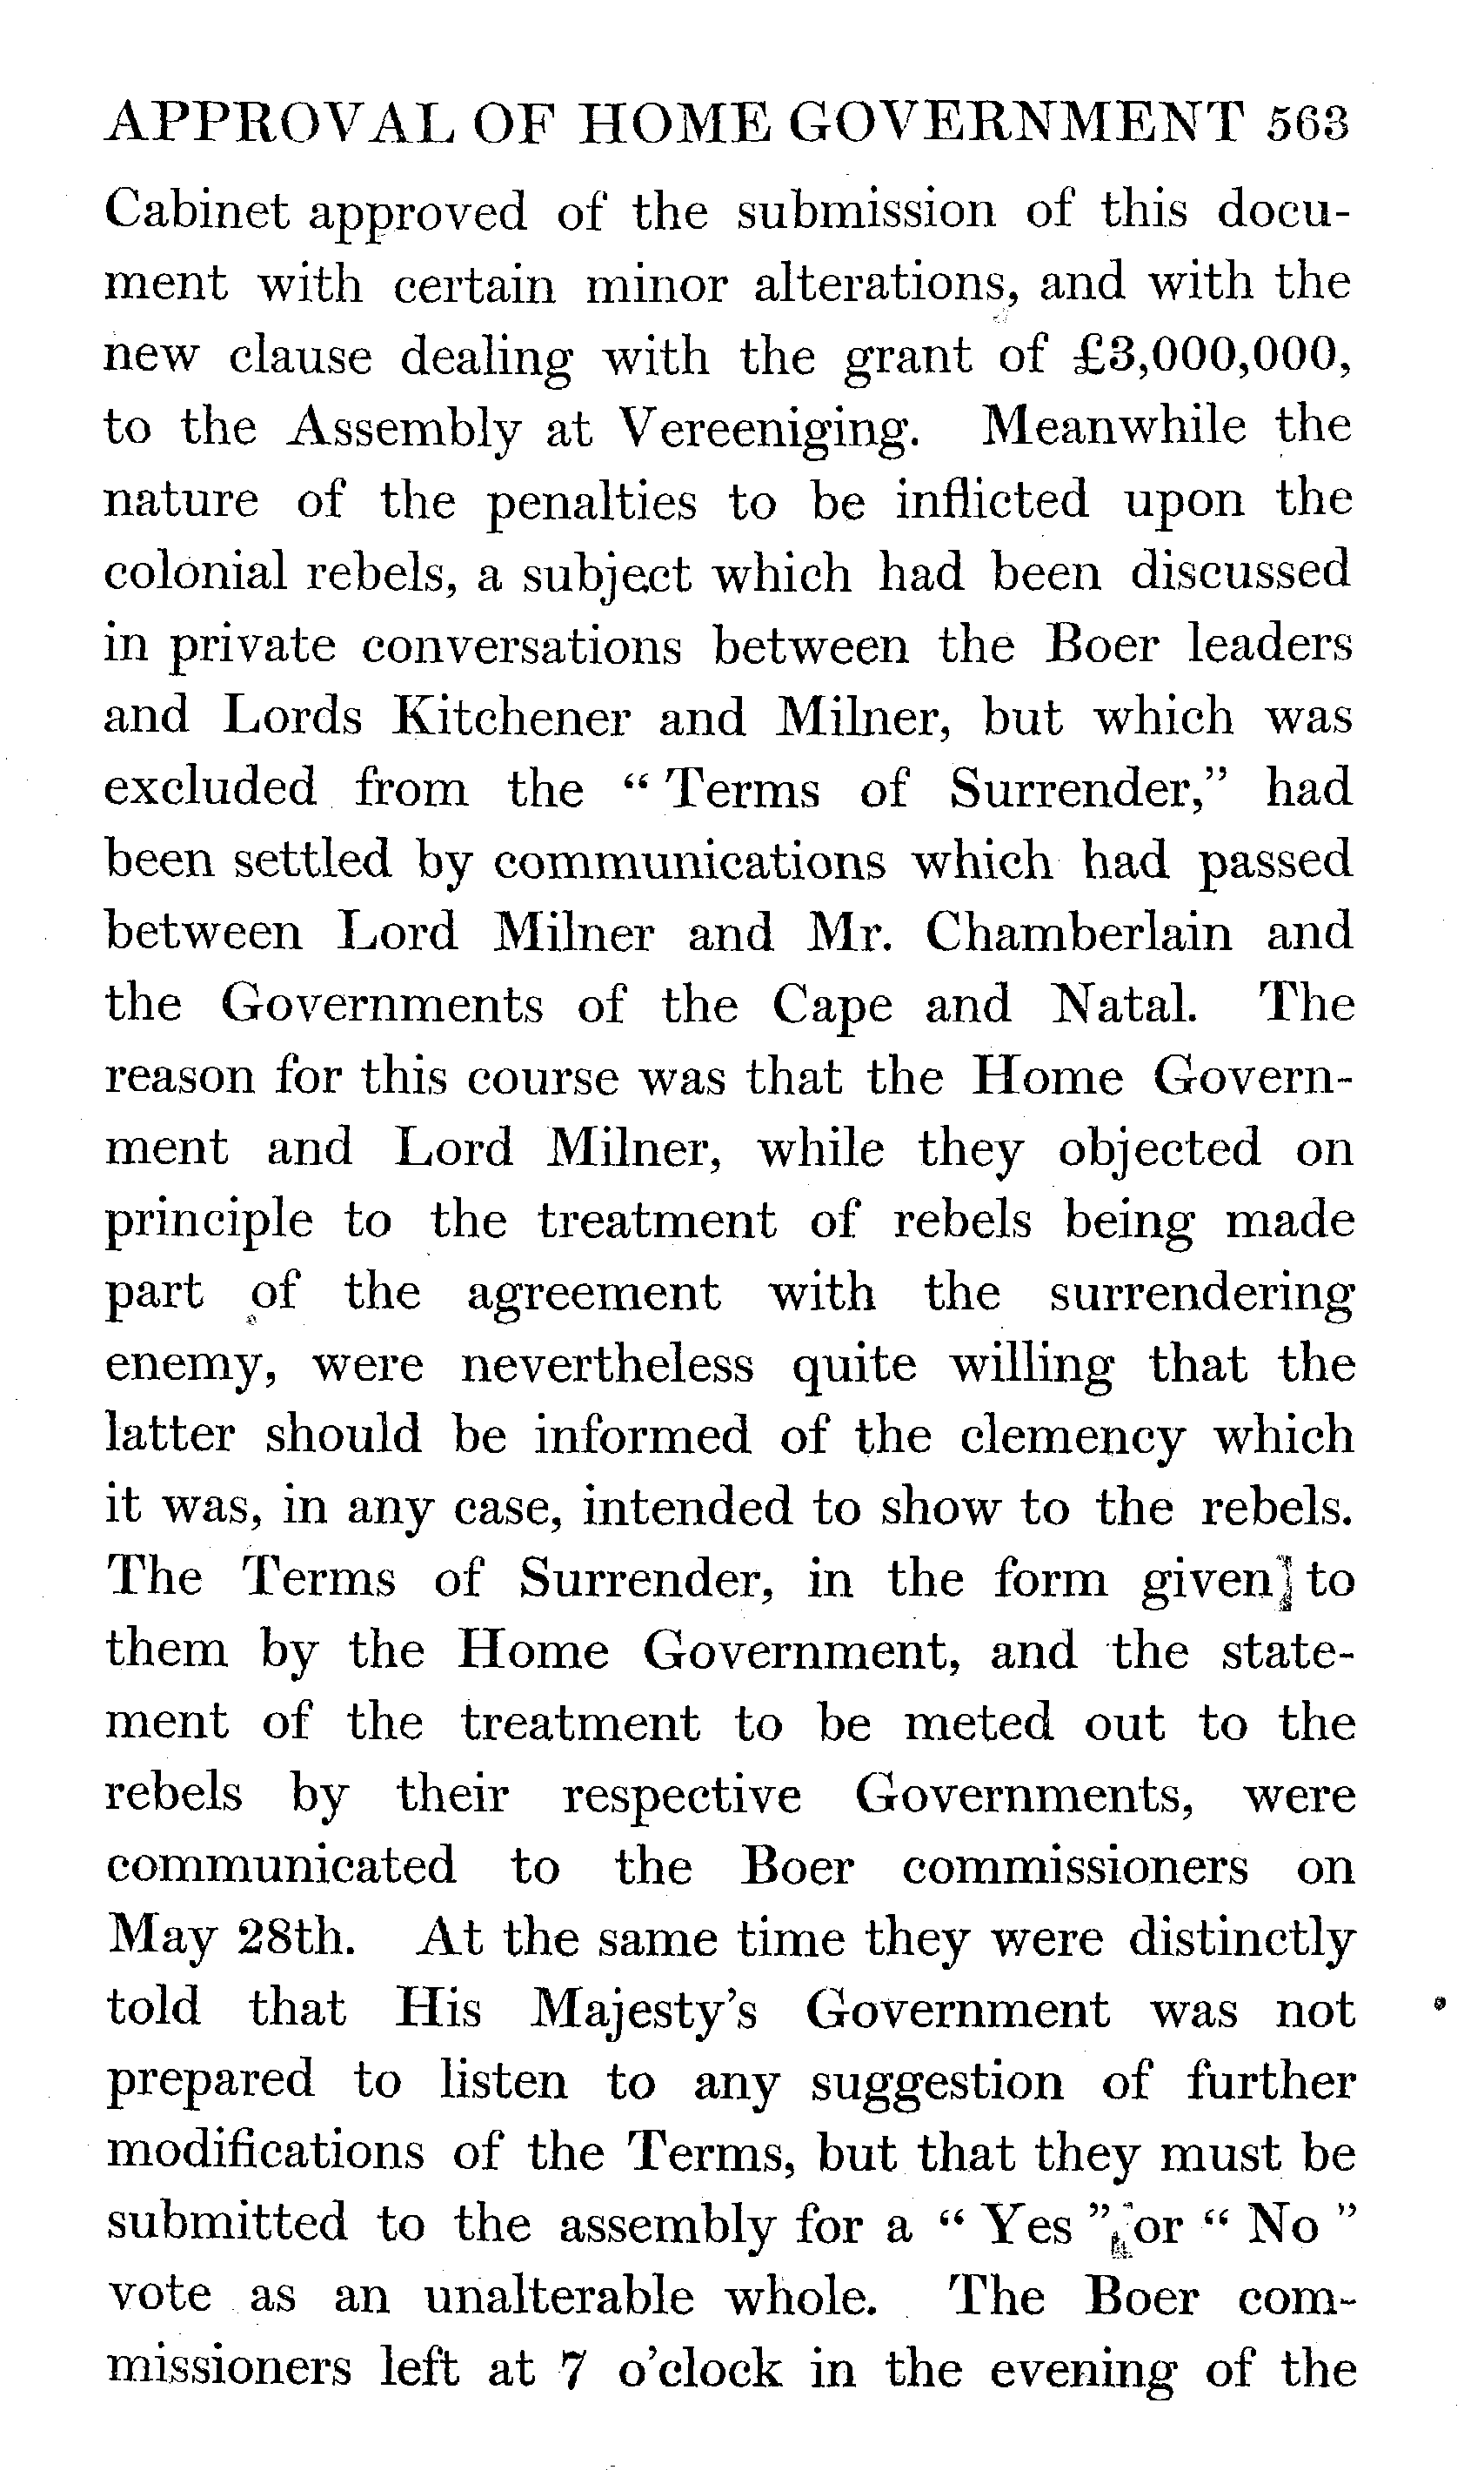 APPROVAL OF HOME GOVERNMENT 563
Cabinet approved of the submission of this docu-
ment with certain minor alterations, and with the
new clause dealing with the grant of £3,000,000,
to the Assembly at Vereeniging. Meanwhile the
nature of the penalties to be inflicted upon the
colonial rebels, a subject which had been discussed
in private conversations between the Boer leaders
and Lords Kitchener and Milner, but which was
excluded from the “ Terms of Surrender,” had
been settled by communications which had passed
between Lord Milner and Mr. Chamberlain and
the Governments of the Cape and Natal. The
reason for this course was that the Home Govern-
ment and Lord Milner, while they objected on
principle to the treatment of rebels being made
part of the agreement with the surrendering
enemy, were nevertheless quite willing that the
latter should be informed of the clemency which
it was, in any case, intended to show to the rebels.
The Terms of Surrender, in the form given to
them by the Home Government, and the state-
ment of the treatment to be meted out to the
rebels by their respective Governments, were
communicated to the Boer commissioners on
May 28th. At the same time they were distinctly
told that His Majesty's Government was not
prepared to listen to any suggestion of further
modifications of the Terms, but that they must be
submitted to the assembly for a “ Yes ” or “ No ”
vote as an unalterable whole. The Boer com-
missioners left at 7 o'clock in the evening of the